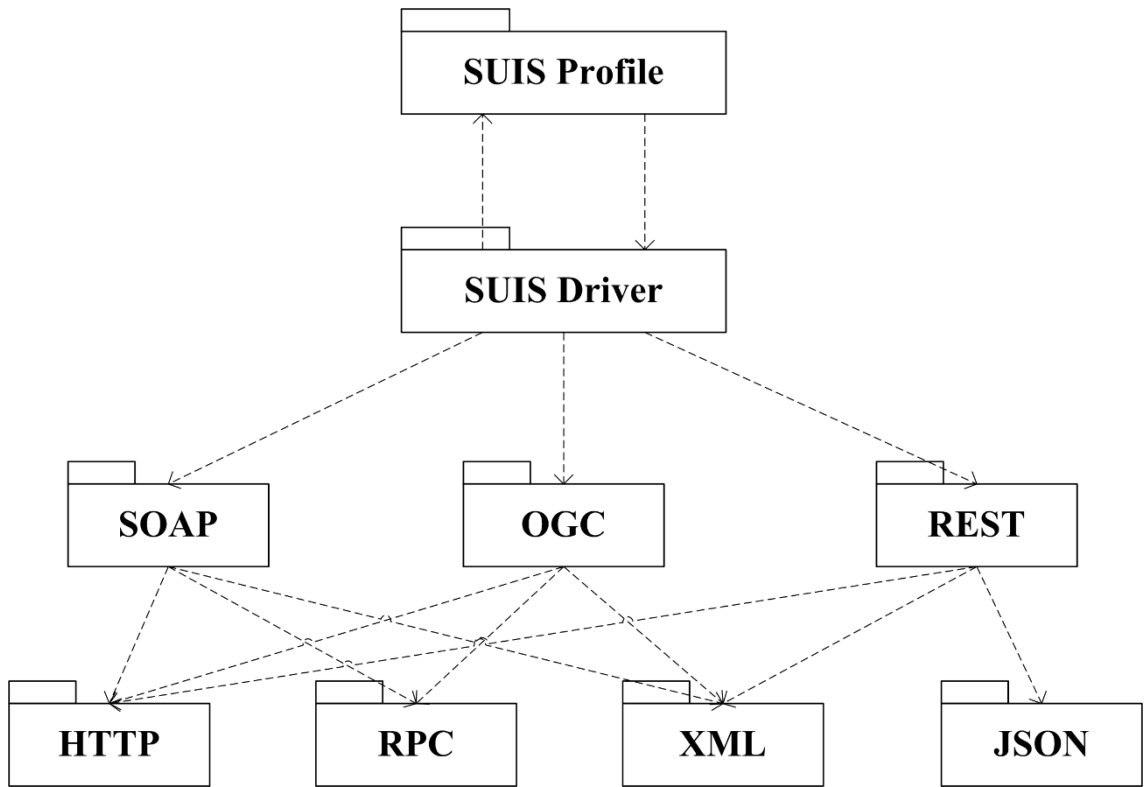 SUIS Profile
SUIS Driver
SOAP
OGC
REST
HTTP
RPC
XML
JSON